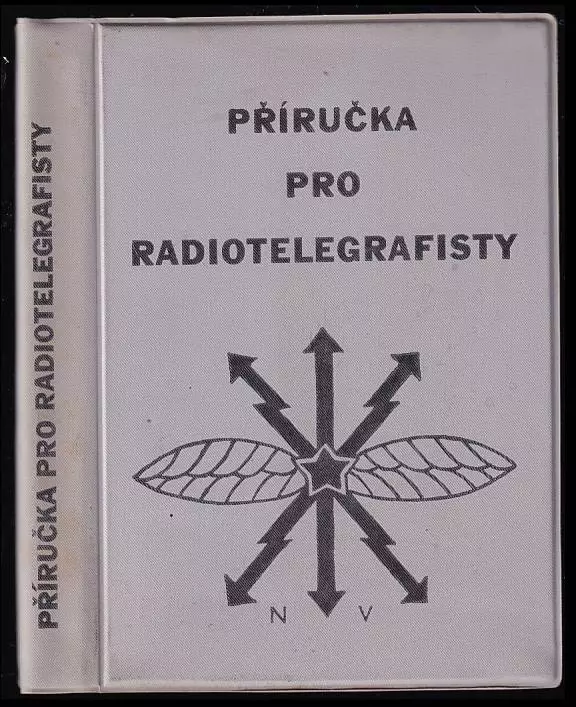 PŘÍRUČKA PRO RADIOTELEGRAFISTY
PŘÍRUČKA
PRO
RADIOTELEGRAFISTY
N V